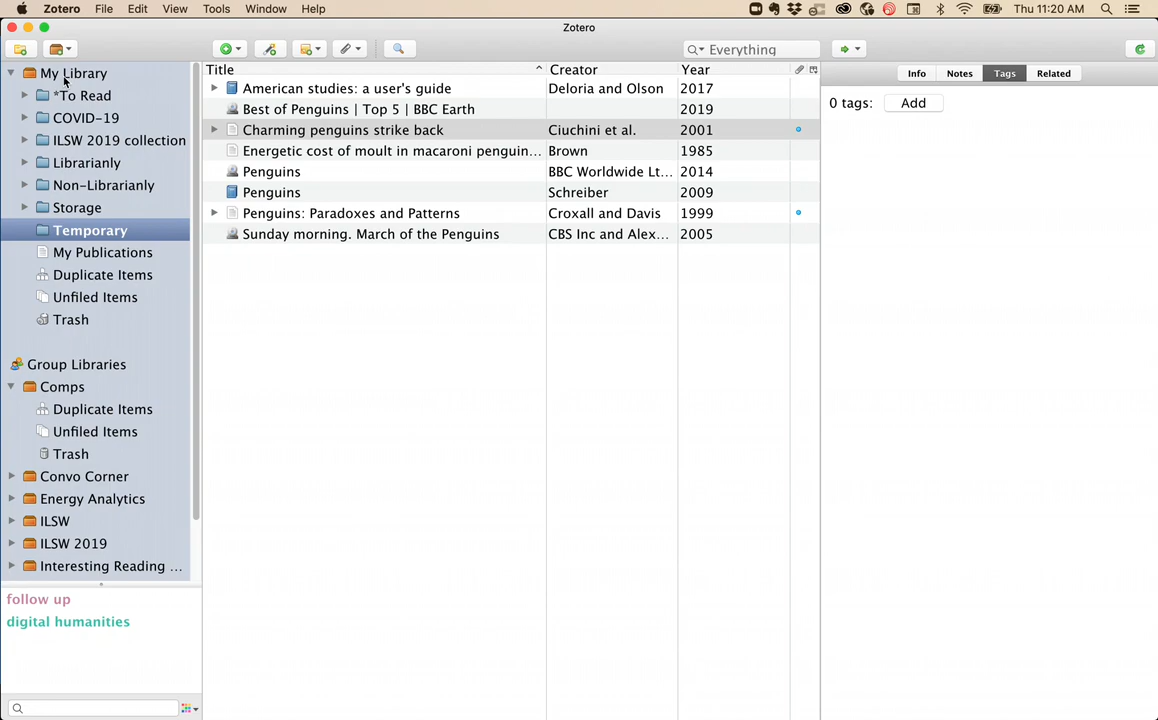 Zotero File Edit View Tools Window Help Thu 11:20 AM
Zotero
Everything
My Library
*To Read
COVID-19
ILSW 2019 collection
Librarianly
Non-Librarianly
Storage
Temporary
My Publications
Duplicate Items
Unfiled Items
Trash
Group Libraries
Comps
Duplicate Items
Unfiled Items
Trash
Convo Corner
Energy Analytics
ILSW
ILSW 2019
Interesting Reading ...
follow up
digital humanities
Title Creator Year
American studies: a user's guide Deloria and Olson 2017
Best of Penguins | Top 5 | BBC Earth 2019
Charming penguins strike back Ciuchini et al. 2001
Energetic cost of moult in macaroni penguin... Brown 1985
Penguins BBC Worldwide Lt... 2014
Penguins Schreiber 2009
Penguins: Paradoxes and Patterns Croxall and Davis 1999
Sunday morning. March of the Penguins CBS Inc and Alex... 2005
Info Notes Tags Related
0 tags: Add